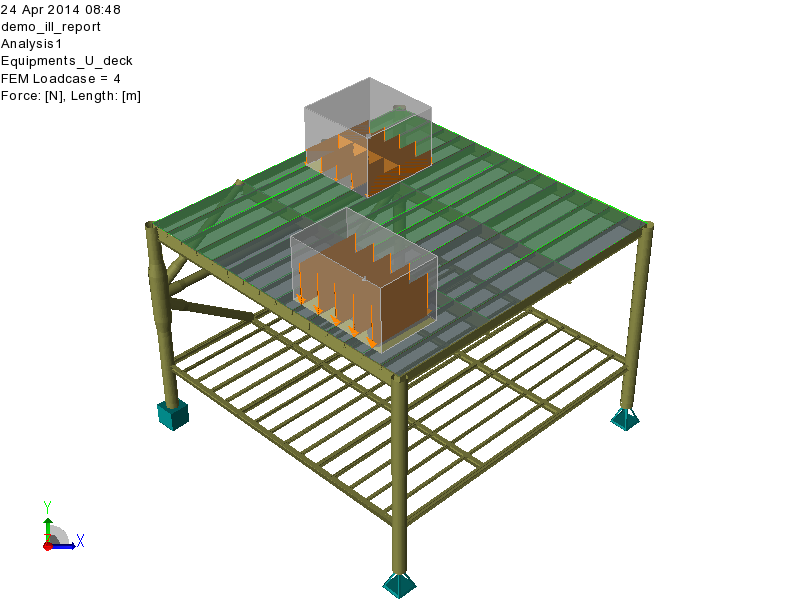 24 Apr 2014 08:48
demo_ill_report
Analysis1
Equipments_U_deck
FEM Loadcase = 4
Force: [N], Length: [m]
Y
X